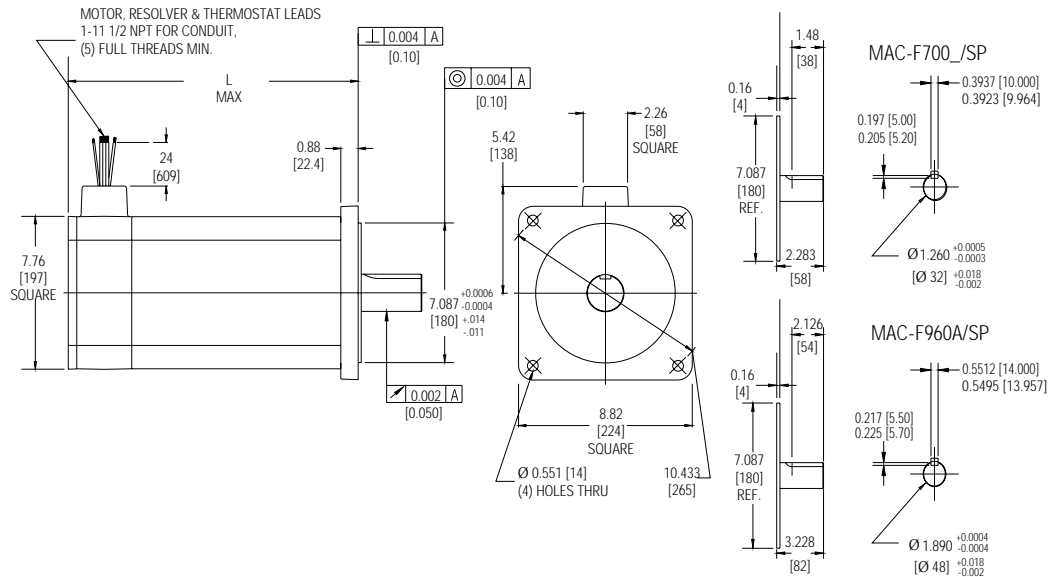 MOTOR, RESOLVER & THERMOSTAT LEADS
1-11 1/2 NPT FOR CONDUIT,
(5) FULL THREADS MIN.
⊥ 0.004 A
[0.10]
L
MAX
◎ 0.004 A
[0.10]
24
[609]
0.88
[22.4]
7.76
[197]
SQUARE
7.087 +0.0006 -0.0004
[180] +.014 -.011
↗ 0.002 A
[0.050]
5.42
[138]
2.26
[58]
SQUARE
8.82
[224]
SQUARE
Ø 0.551 [14]
(4) HOLES THRU
10.433
[265]
1.48
[38]
MAC-F700_/SP
0.16
[4]
0.3937 [10.000]
0.3923 [9.964]
0.197 [5.00]
0.205 [5.20]
7.087
[180]
REF.
2.283
[58]
Ø 1.260 +0.0005 -0.0003
[Ø 32] +0.018 -0.002
2.126
[54]
MAC-F960A/SP
0.16
[4]
0.5512 [14.000]
0.5495 [13.957]
0.217 [5.50]
0.225 [5.70]
7.087
[180]
REF.
3.228
[82]
Ø 1.890 +0.0004 -0.0004
[Ø 48] +0.018 -0.002